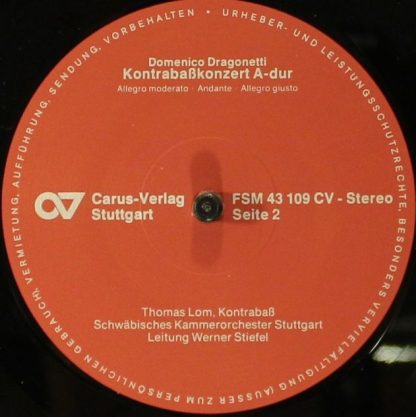 URHEBER- UND LEISTUNGSSCHUTZRECHTE, BESONDERS VERVIELFÄLTIGUNG (AUSSER ZUM PERSÖNLICHEN GEBRAUCH), VERMIETUNG, AUFFÜHRUNG, SENDUNG, VORBEHALTEN •
Domenico Dragonetti
Kontrabaßkonzert A-dur
Allegro moderato · Andante · Allegro giusto
Carus-Verlag FSM 43 109 CV - Stereo
Stuttgart Seite 2
Thomas Lom, Kontrabaß
Schwäbisches Kammerorchester Stuttgart
Leitung Werner Stiefel